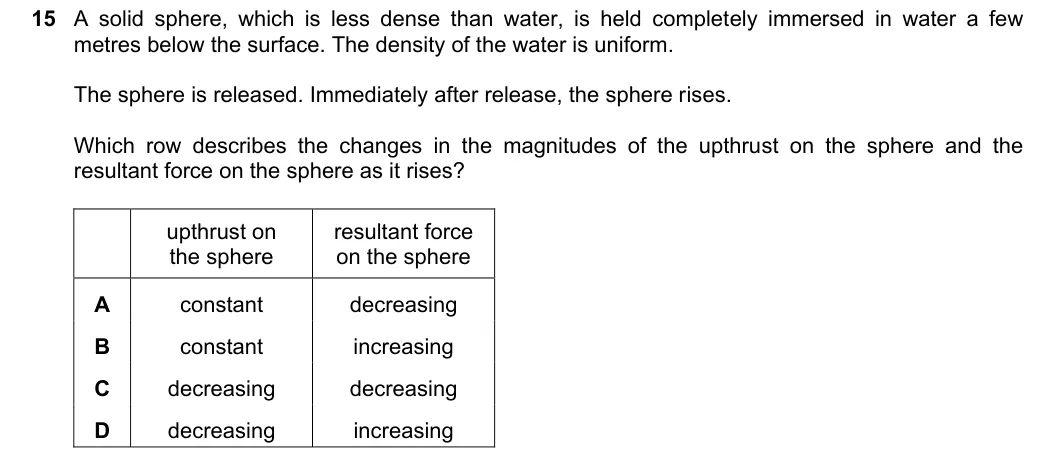 15 A solid sphere, which is less dense than water, is held completely immersed in water a few
metres below the surface. The density of the water is uniform.
The sphere is released. Immediately after release, the sphere rises.
Which row describes the changes in the magnitudes of the upthrust on the sphere and the
resultant force on the sphere as it rises?
upthrust on resultant force
the sphere on the sphere
A constant decreasing
B constant increasing
C decreasing decreasing
D decreasing increasing